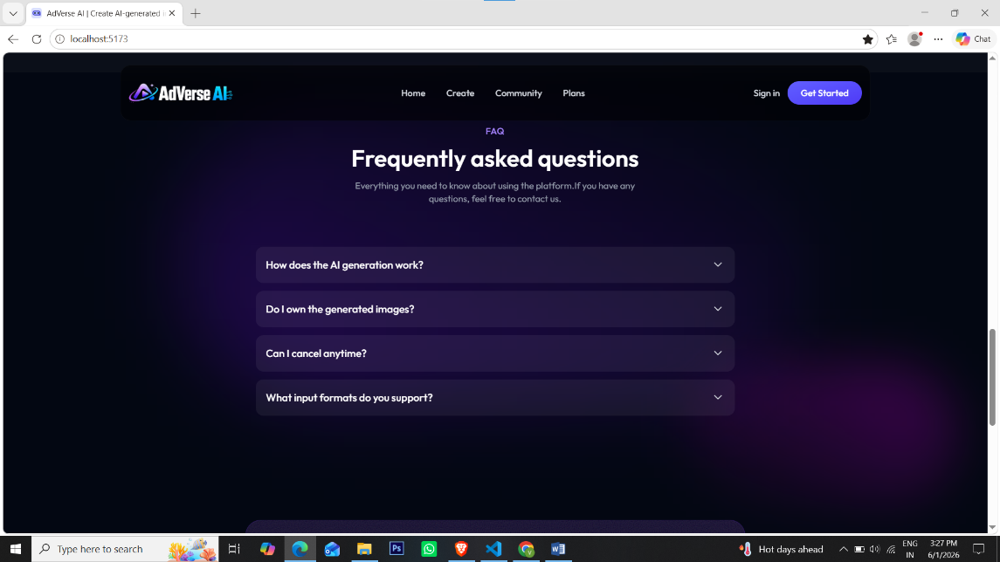 AdVerse AI | Create AI-generated i
localhost:5173
Chat
AdVerse AI
Home
Create
Community
Plans
Sign in
Get Started
FAQ
Frequently asked questions
Everything you need to know about using the platform.If you have any
questions, feel free to contact us.
How does the AI generation work?
Do I own the generated images?
Can I cancel anytime?
What input formats do you support?
Type here to search
Ps
Hot days ahead
ENG
IN
3:27 PM
6/1/2026